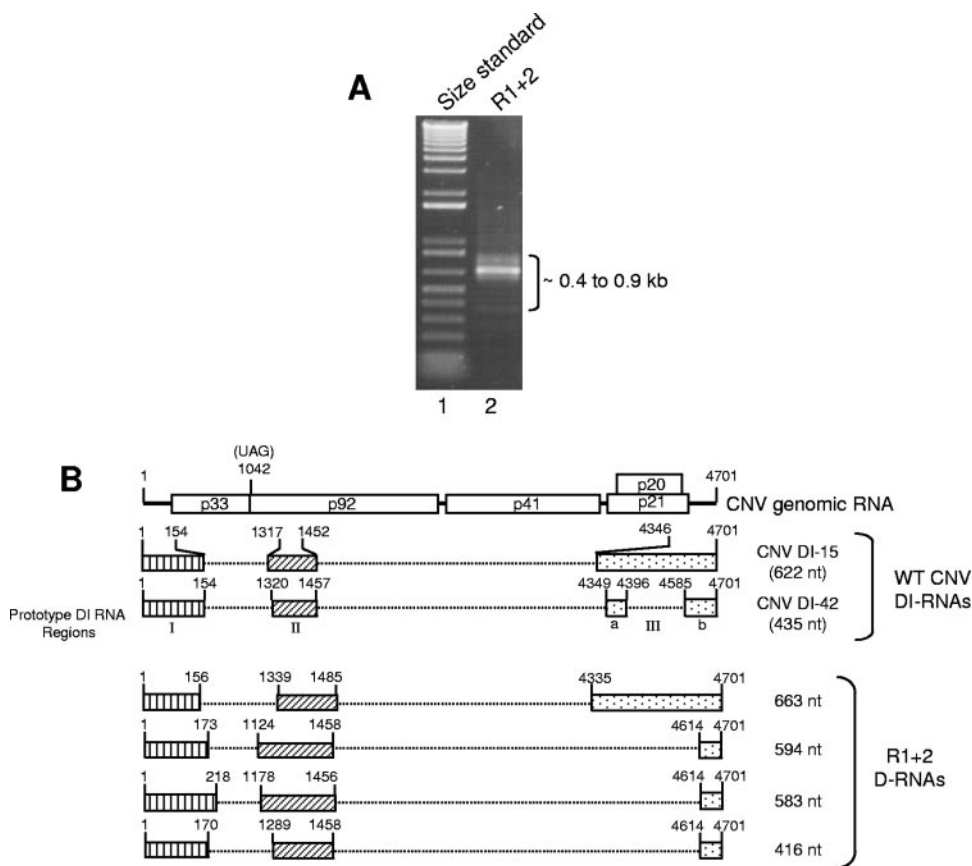 A
Size standard
R1+2
~ 0.4 to 0.9 kb
1 2
B
(UAG)
1 1042 4701
p20
p33 p92 p41 p21 CNV genomic RNA
1 154 1317 1452 4346 4701
CNV DI-15
(622 nt)
1 154 1320 1457 4349 4396 4585 4701
CNV DI-42
(435 nt)
WT CNV
DI-RNAs
Prototype DI RNA
Regions
I II a III b
1 156 1339 1485 4335 4701
663 nt
1 173 1124 1458 4614 4701
594 nt
1 218 1178 1456 4614 4701
583 nt
1 170 1289 1458 4614 4701
416 nt
R1+2
D-RNAs